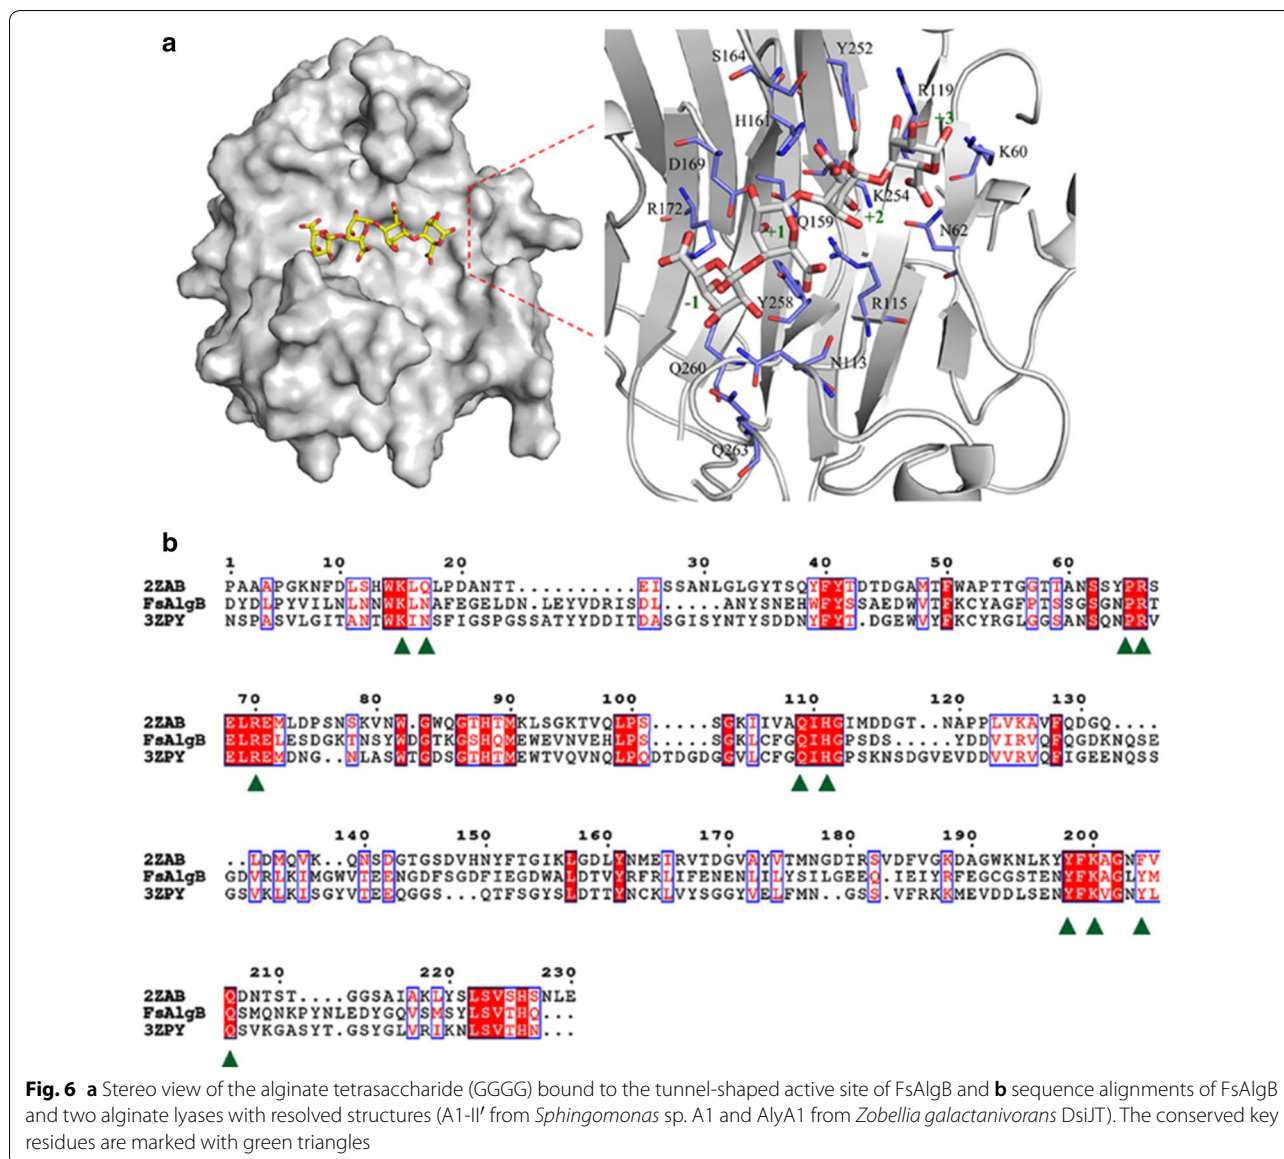 a
S164
Y252
R119
+3
H161
K60
D169
K254
R172
Q159
+2
N62
+1
-1
Y258
R115
Q260
N113
Q263
b
1 10 20 30 40 50 60
2ZAB PAAAPGKNFDLSHWKLQLPDANTT..........EISSANLGLGYTSQYFYTDTDGAMTFWAPTTGGTTANSSYPRS
FsAlgB DYDLPYVILNLNNWKLNAFEGELDN.LEYVDRISDL.....ANYSNEHWFYSSAEDWVTFKCYAGFPTSSGSGNPRT
3ZPY NSPASVLGITANTWKINSFIGSPGSSATYYDDITDASGISYNTYSDDNYFYT.DGEWVYFKCYRGLGGSANSQNPRV
70 80 90 100 110 120 130
2ZAB ELREMLDPSNSKVNW.GWQGTHTMKLSGKTVQLPS.....SGKIIVAQIHGIMDDGT..NAPPLVKAVFQDGQ....
FsAlgB ELRELESDGKTNSYWDGTKGSHQMEWEVNVEHLPS.....SGKLCFGQIHGPSDS.....YDDVIRVQFQGDKNQSE
3ZPY ELREMDNG..NLASWTGDSGTHTMEWTVQVNQLPQDTDGDGGVLCFGQIHGPSKNSDGVEVDDVVRVQFIGEENQSS
140 150 160 170 180 190 200
2ZAB ..LDMQVK..QNSDGTGSDVHNYFTGIKLGDLYNMEIRVTDGVAYVTMNGDTRSVDFVGKDAGWKNLKYYFKAGNFV
FsAlgB GDVRLKIMGWVTEENGDFSGDFIEGDWALDTVYRFRLIFENENLILYSILGEEQ.IEIYRFEGCGSTENYFKAGLYM
3ZPY GSVKLKISGYVTEEQGGS...QTFSGYSLDTTYNCKLVYSGGYVELFMN..GS.SVFRKKMEVDDLSENYFKVGNYL
210 220 230
2ZAB QDNTST....GGSAIAKLYSLSVSHSNLE
FsAlgB QSMQNKPYNLEDYGQVSMSYLSVTHQ...
3ZPY QSVKGASYT.GSYGLVRIKNLSVTHN...
Fig. 6 a Stereo view of the alginate tetrasaccharide (GGGG) bound to the tunnel-shaped active site of FsAlgB and b sequence alignments of FsAlgB
and two alginate lyases with resolved structures (A1-II′ from Sphingomonas sp. A1 and AlyA1 from Zobellia galactanivorans DsiJT). The conserved key
residues are marked with green triangles